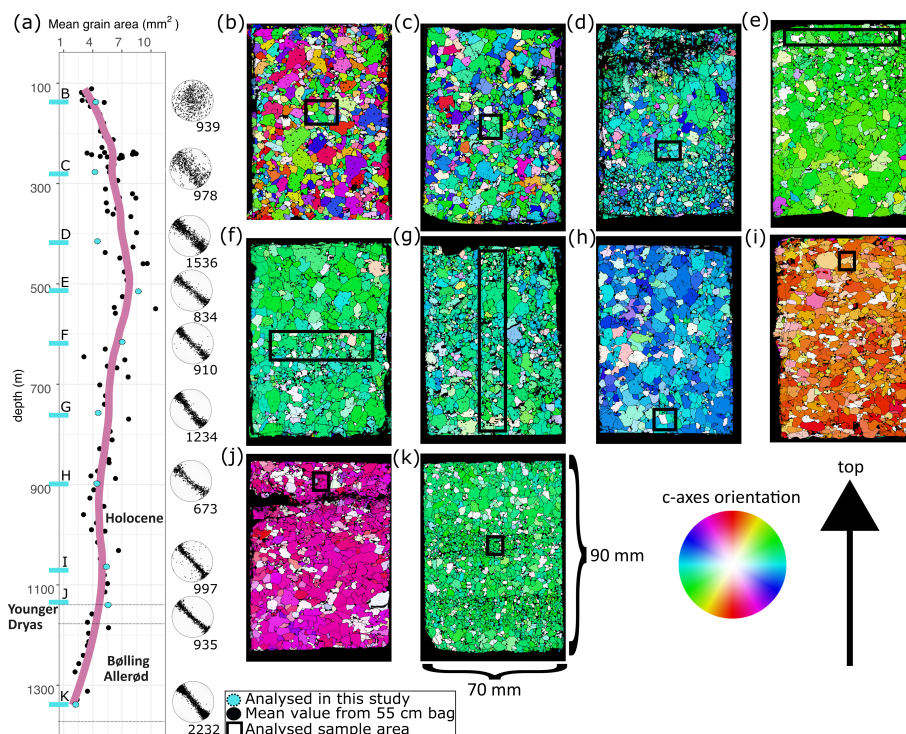 (a) Mean grain area (mm² )
1 4 7 10
depth (m)
100
300
500
700
900
1100
1300
B
C
D
E
F
G
H
I
J
K
Holocene
Younger
Dryas
Bølling
Allerød
939
978
1536
834
910
1234
673
997
935
2232
(b)
(c)
(d)
(e)
(f)
(g)
(h)
(i)
(j)
(k)
90 mm
70 mm
c-axes orientation
top
Analysed in this study
Mean value from 55 cm bag
Analysed sample area